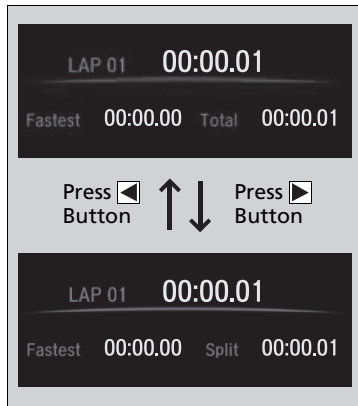 LAP 01 00:00.01
Fastest 00:00.00 Total 00:00.01
Press ◀ Button
Press ▶ Button
LAP 01 00:00.01
Fastest 00:00.00 Split 00:00.01